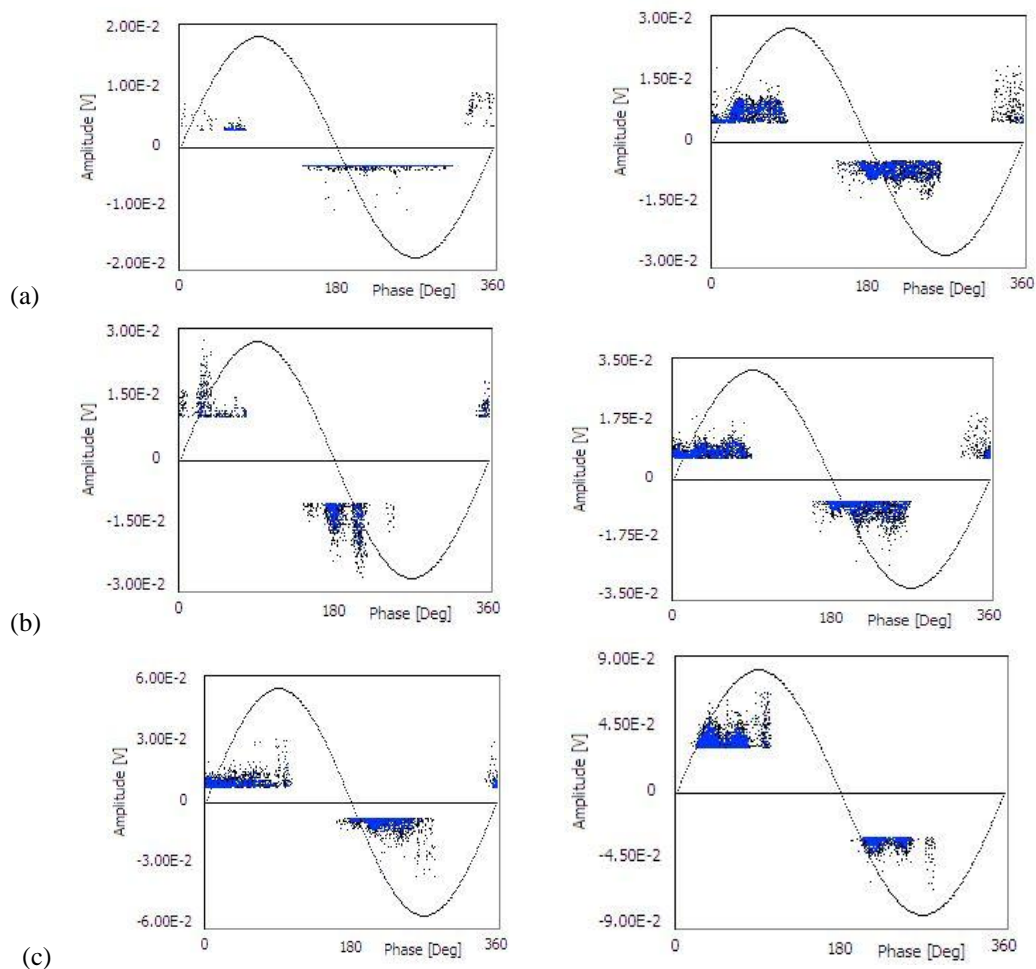 2.00E-2
1.00E-2
0
-1.00E-2
-2.00E-2
Amplitude [V]
0
180
Phase [Deg]
360
3.00E-2
1.50E-2
0
-1.50E-2
-3.00E-2
Amplitude [V]
0
180
Phase [Deg]
360
(a)
3.00E-2
1.50E-2
0
-1.50E-2
-3.00E-2
Amplitude [V]
0
180
Phase [Deg]
360
3.50E-2
1.75E-2
0
-1.75E-2
-3.50E-2
Amplitude [V]
0
180
Phase [Deg]
360
(b)
6.00E-2
3.00E-2
0
-3.00E-2
-6.00E-2
Amplitude [V]
0
180
Phase [Deg]
360
9.00E-2
4.50E-2
0
-4.50E-2
-9.00E-2
Amplitude [V]
0
180
Phase [Deg]
360
(c)